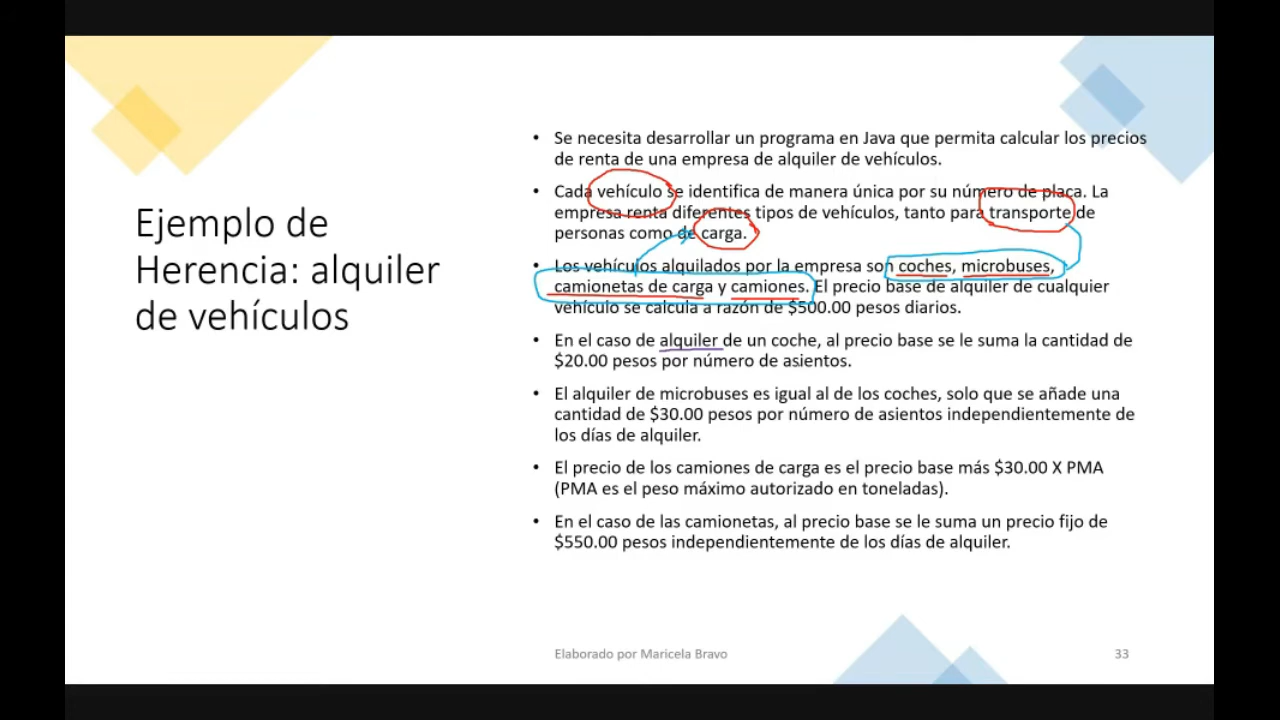 Ejemplo de
Herencia: alquiler
de vehículos
• Se necesita desarrollar un programa en Java que permita calcular los precios
de renta de una empresa de alquiler de vehículos.
• Cada vehículo se identifica de manera única por su número de placa. La
empresa renta diferentes tipos de vehículos, tanto para transporte de
personas como de carga.
• Los vehículos alquilados por la empresa son coches, microbuses,
camionetas de carga y camiones. El precio base de alquiler de cualquier
vehículo se calcula a razón de $500.00 pesos diarios.
• En el caso de alquiler de un coche, al precio base se le suma la cantidad de
$20.00 pesos por número de asientos.
• El alquiler de microbuses es igual al de los coches, solo que se añade una
cantidad de $30.00 pesos por número de asientos independientemente de
los días de alquiler.
• El precio de los camiones de carga es el precio base más $30.00 X PMA
(PMA es el peso máximo autorizado en toneladas).
• En el caso de las camionetas, al precio base se le suma un precio fijo de
$550.00 pesos independientemente de los días de alquiler.
Elaborado por Maricela Bravo
33